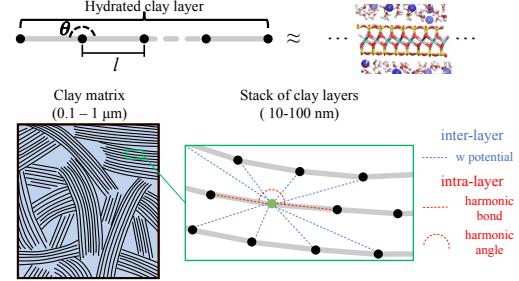 Hydrated clay layer
θ
l
≈
... ...
Clay matrix
(0.1 – 1 μm)
Stack of clay layers
( 10-100 nm)
inter-layer
w potential
intra-layer
harmonic
bond
harmonic
angle